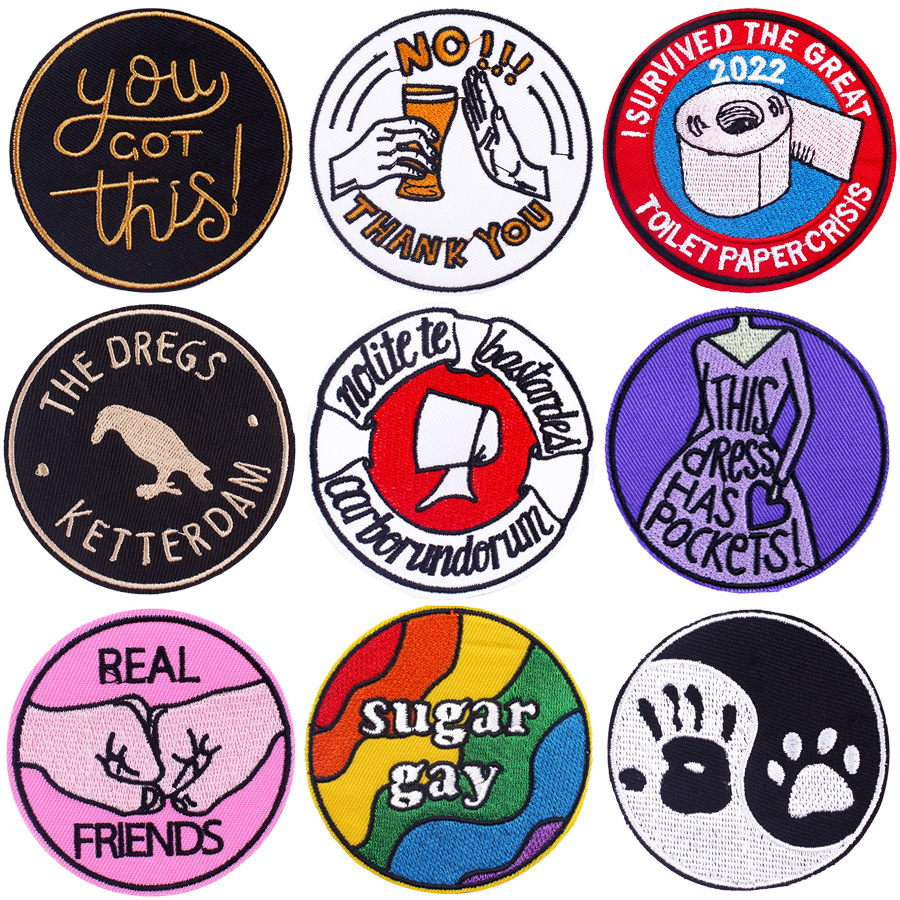 you
GOT
this!
NO!!!
THANK YOU
I SURVIVED THE GREAT
2022
TOILET PAPER CRISIS
THE DREGS
KETTERDAM
nolite te
bastardes
carborundorum
THIS
dRESS
HAS
POCKETS!
REAL
FRIENDS
sugar
gay